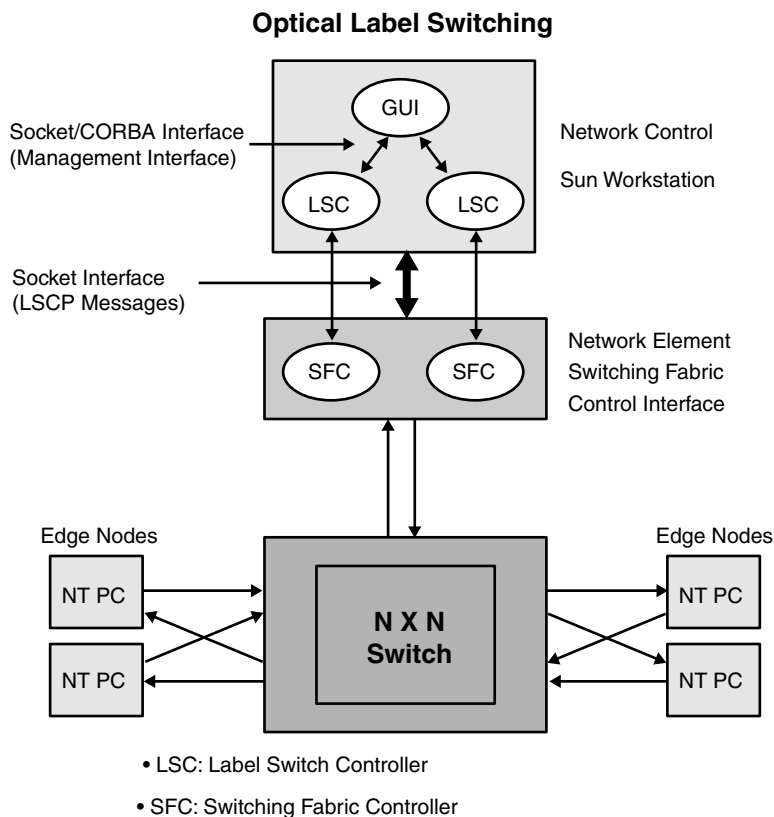 Optical Label Switching
GUI
Socket/CORBA Interface
(Management Interface)
Network Control
Sun Workstation
LSC
LSC
Socket Interface
(LSCP Messages)
SFC
SFC
Network Element
Switching Fabric
Control Interface
Edge Nodes
Edge Nodes
NT PC
NT PC
N X N
Switch
NT PC
NT PC
• LSC: Label Switch Controller
• SFC: Switching Fabric Controller